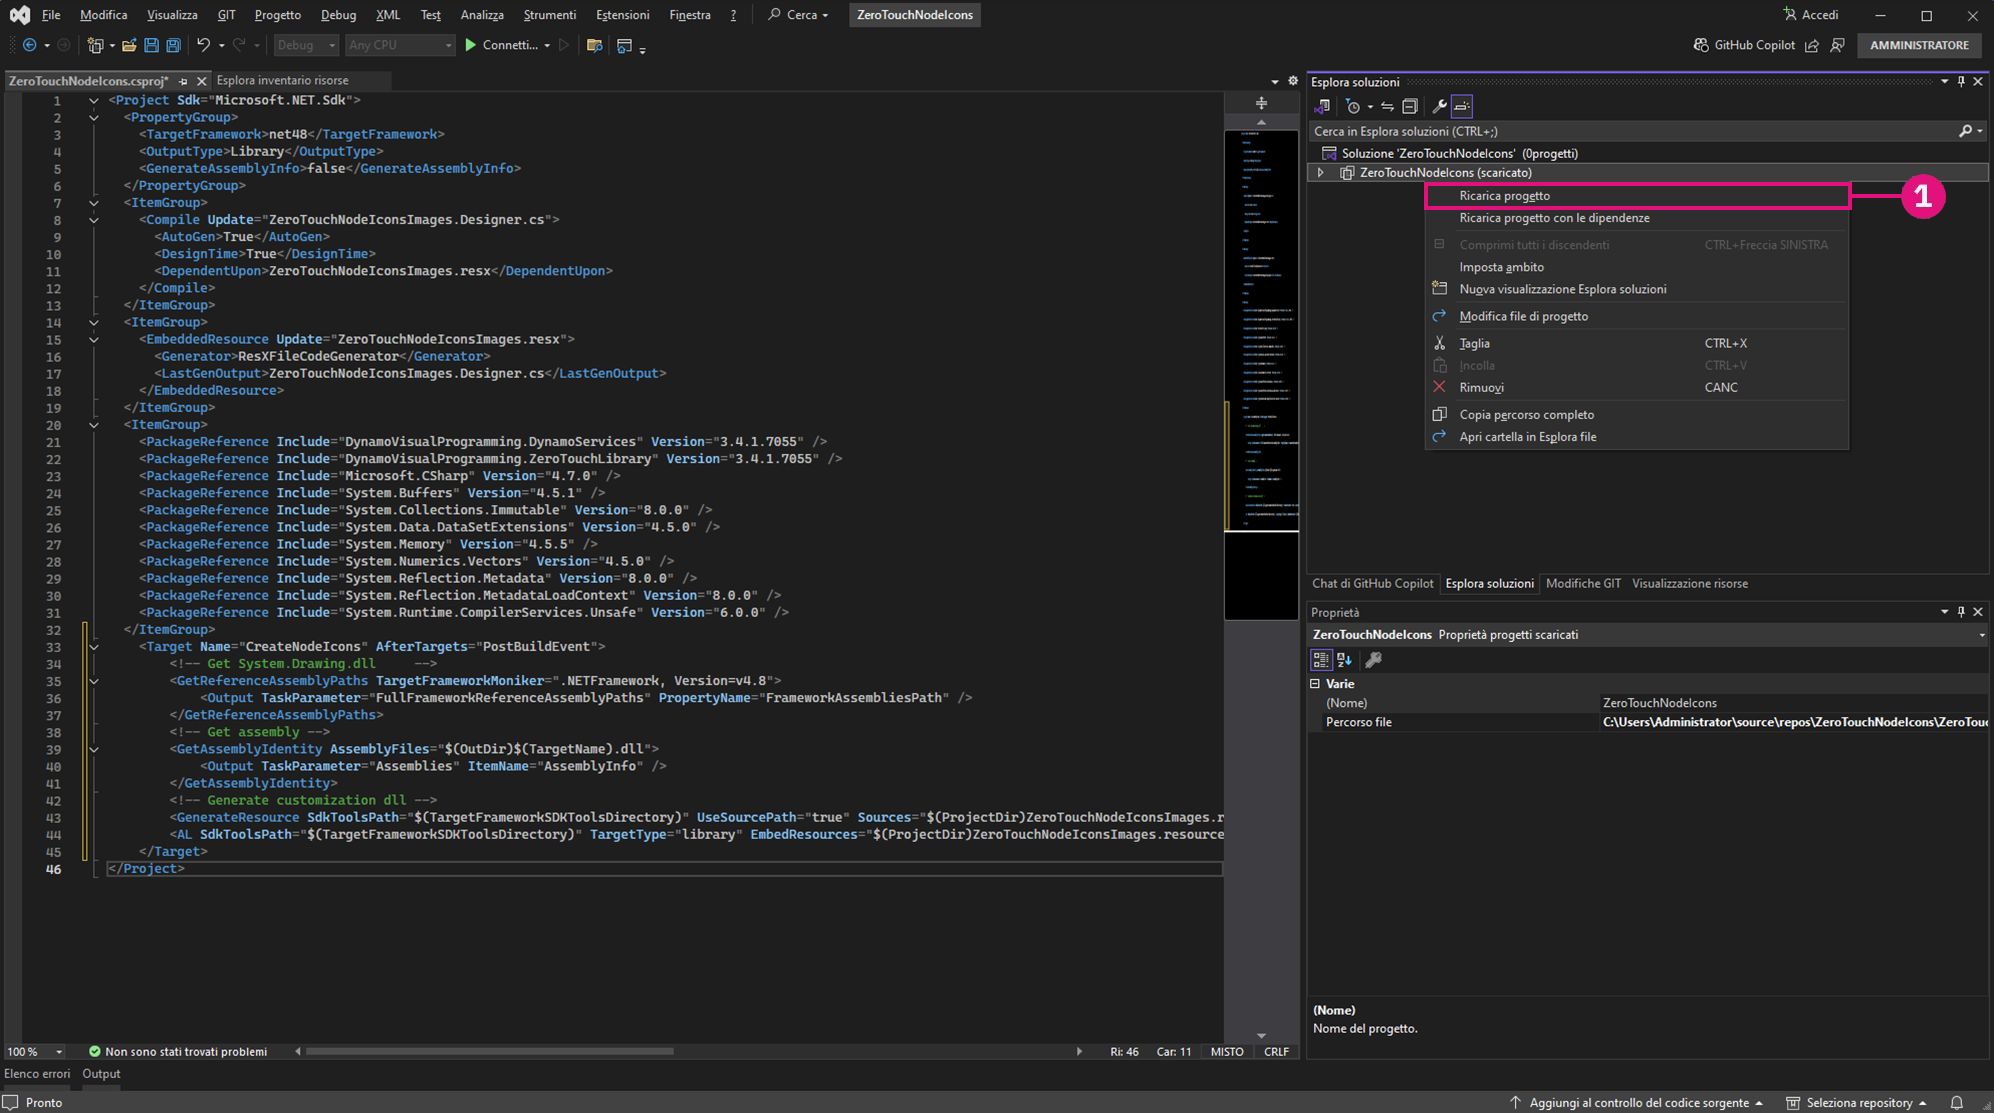 File Modifica Visualizza GIT Progetto Debug XML Test Analizza Strumenti Estensioni Finestra ? Cerca ZeroTouchNodeIcons Accedi
Debug Any CPU Connetti... GitHub Copilot AMMINISTRATORE
ZeroTouchNodeIcons.csproj* Esplora inventario risorse
1 <Project Sdk="Microsoft.NET.Sdk">
2 <PropertyGroup>
3 <TargetFramework>net48</TargetFramework>
4 <OutputType>Library</OutputType>
5 <GenerateAssemblyInfo>false</GenerateAssemblyInfo>
6 </PropertyGroup>
7 <ItemGroup>
8 <Compile Update="ZeroTouchNodeIconsImages.Designer.cs">
9 <AutoGen>True</AutoGen>
10 <DesignTime>True</DesignTime>
11 <DependentUpon>ZeroTouchNodeIconsImages.resx</DependentUpon>
12 </Compile>
13 </ItemGroup>
14 <ItemGroup>
15 <EmbeddedResource Update="ZeroTouchNodeIconsImages.resx">
16 <Generator>ResXFileCodeGenerator</Generator>
17 <LastGenOutput>ZeroTouchNodeIconsImages.Designer.cs</LastGenOutput>
18 </EmbeddedResource>
19 </ItemGroup>
20 <ItemGroup>
21 <PackageReference Include="DynamoVisualProgramming.DynamoServices" Version="3.4.1.7055" />
22 <PackageReference Include="DynamoVisualProgramming.ZeroTouchLibrary" Version="3.4.1.7055" />
23 <PackageReference Include="Microsoft.CSharp" Version="4.7.0" />
24 <PackageReference Include="System.Buffers" Version="4.5.1" />
25 <PackageReference Include="System.Collections.Immutable" Version="8.0.0" />
26 <PackageReference Include="System.Data.DataSetExtensions" Version="4.5.0" />
27 <PackageReference Include="System.Memory" Version="4.5.5" />
28 <PackageReference Include="System.Numerics.Vectors" Version="4.5.0" />
29 <PackageReference Include="System.Reflection.Metadata" Version="8.0.0" />
30 <PackageReference Include="System.Reflection.MetadataLoadContext" Version="8.0.0" />
31 <PackageReference Include="System.Runtime.CompilerServices.Unsafe" Version="6.0.0" />
32 </ItemGroup>
33 <Target Name="CreateNodeIcons" AfterTargets="PostBuildEvent">
34 <!-- Get System.Drawing.dll -->
35 <GetReferenceAssemblyPaths TargetFrameworkMoniker=".NETFramework, Version=v4.8">
36 <Output TaskParameter="FullFrameworkReferenceAssemblyPaths" PropertyName="FrameworkAssembliesPath" />
37 </GetReferenceAssemblyPaths>
38 <!-- Get assembly -->
39 <GetAssemblyIdentity AssemblyFiles="$(OutDir)$(TargetName).dll">
40 <Output TaskParameter="Assemblies" ItemName="AssemblyInfo" />
41 </GetAssemblyIdentity>
42 <!-- Generate customization dll -->
43 <GenerateResource SdkToolsPath="$(TargetFrameworkSDKToolsDirectory)" UseSourcePath="true" Sources="$(ProjectDir)ZeroTouchNodeIconsImages.r
44 <AL SdkToolsPath="$(TargetFrameworkSDKToolsDirectory)" TargetType="library" EmbedResources="$(ProjectDir)ZeroTouchNodeIconsImages.resource
45 </Target>
46 </Project>
100 % Non sono stati trovati problemi Ri: 46 Car: 11 MISTO CRLF
Elenco errori Output
Esplora soluzioni
Cerca in Esplora soluzioni (CTRL+;)
Soluzione 'ZeroTouchNodeIcons' (0progetti)
ZeroTouchNodeIcons (scaricato)
Ricarica progetto
1
Ricarica progetto con le dipendenze
Comprimi tutti i discendenti CTRL+Freccia SINISTRA
Imposta ambito
Nuova visualizzazione Esplora soluzioni
Modifica file di progetto
Taglia CTRL+X
Incolla CTRL+V
Rimuovi CANC
Copia percorso completo
Apri cartella in Esplora file
Chat di GitHub Copilot Esplora soluzioni Modifiche GIT Visualizzazione risorse
Proprietà
ZeroTouchNodeIcons Proprietà progetti scaricati
Varie
(Nome) ZeroTouchNodeIcons
Percorso file C:\Users\Administrator\source\repos\ZeroTouchNodeIcons\ZeroTou
(Nome)
Nome del progetto.
Pronto Aggiungi al controllo del codice sorgente Seleziona repository